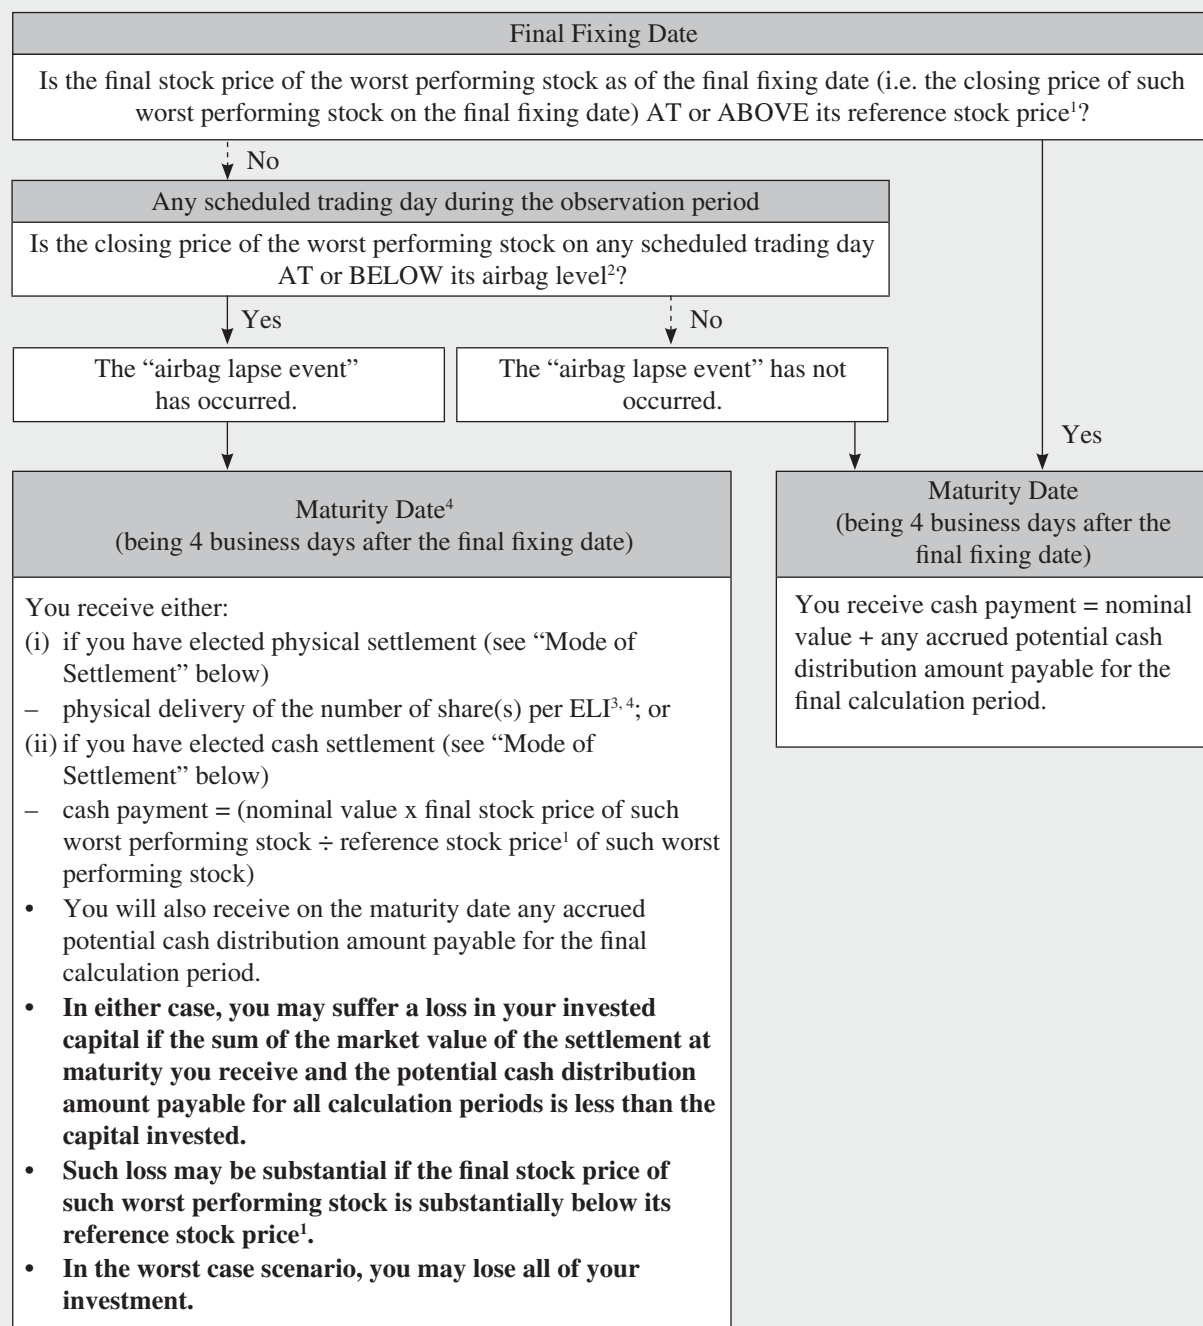 Final Fixing Date
Is the final stock price of the worst performing stock as of the final fixing date (i.e. the closing price of such
worst performing stock on the final fixing date) AT or ABOVE its reference stock price¹?
No
Any scheduled trading day during the observation period
Is the closing price of the worst performing stock on any scheduled trading day
AT or BELOW its airbag level²?
Yes
No
The “airbag lapse event”
has occurred.
The “airbag lapse event” has not
occurred.
Yes
Maturity Date⁴
(being 4 business days after the final fixing date)
You receive either:
(i) if you have elected physical settlement (see “Mode of
Settlement” below)
– physical delivery of the number of share(s) per ELI³, ⁴; or
(ii) if you have elected cash settlement (see “Mode of
Settlement” below)
– cash payment = (nominal value x final stock price of such
worst performing stock ÷ reference stock price¹ of such worst
performing stock)
• You will also receive on the maturity date any accrued
potential cash distribution amount payable for the final
calculation period.
• In either case, you may suffer a loss in your invested
capital if the sum of the market value of the settlement at
maturity you receive and the potential cash distribution
amount payable for all calculation periods is less than the
capital invested.
• Such loss may be substantial if the final stock price of
such worst performing stock is substantially below its
reference stock price¹.
• In the worst case scenario, you may lose all of your
investment.
Maturity Date
(being 4 business days after the
final fixing date)
You receive cash payment = nominal
value + any accrued potential cash
distribution amount payable for the
final calculation period.